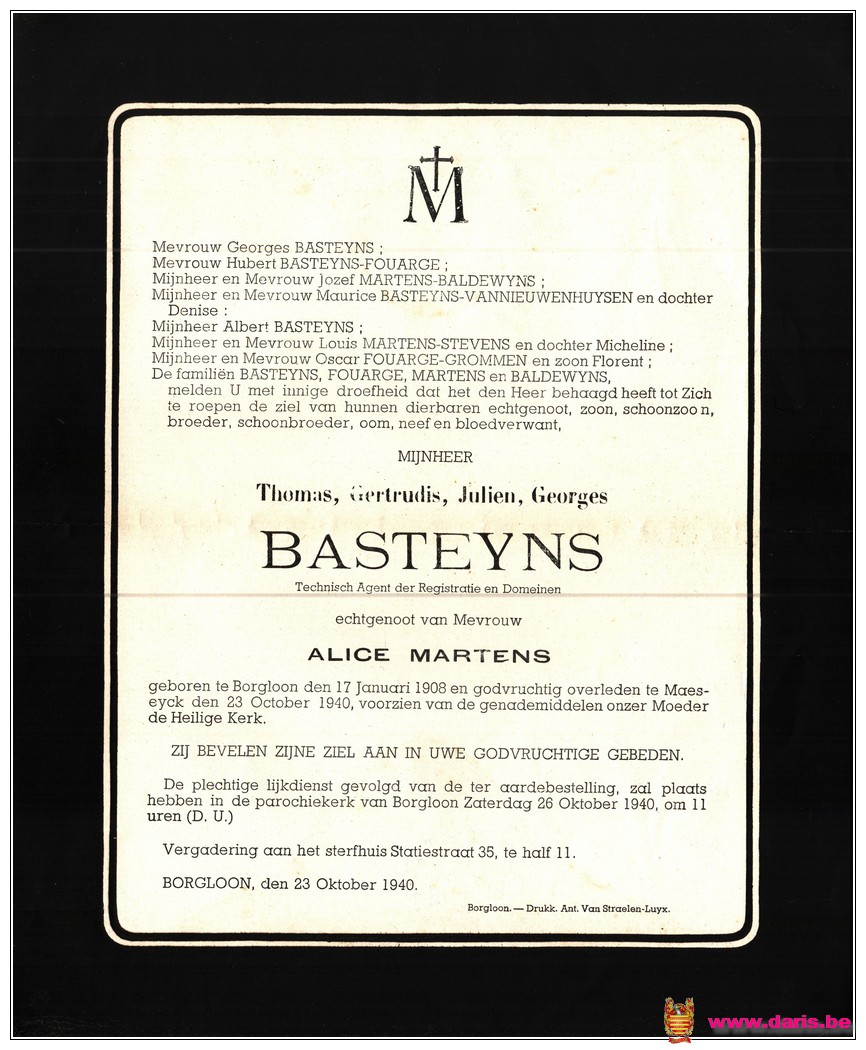 M
Mevrouw Georges BASTEYNS ;
Mevrouw Hubert BASTEYNS-FOUARGE ;
Mijnheer en Mevrouw Jozef MARTENS-BALDEWYNS ;
Mijnheer en Mevrouw Maurice BASTEYNS-VANNIEUWENHUYSEN en dochter
Denise :
Mijnheer Albert BASTEYNS ;
Mijnheer en Mevrouw Louis MARTENS-STEVENS en dochter Micheline ;
Mijnheer en Mevrouw Oscar FOUARGE-GROMMEN en zoon Florent ;
De familiën BASTEYNS, FOUARGE, MARTENS en BALDEWYNS,
melden U met innige droefheid dat het den Heer behaagd heeft tot Zich
te roepen de ziel van hunnen dierbaren echtgenoot, zoon, schoonzoon,
broeder, schoonbroeder, oom, neef en bloedverwant,
MIJNHEER
Thomas, Gertrudis, Julien, Georges
BASTEYNS
Technisch Agent der Registratie en Domeinen
echtgenoot van Mevrouw
ALICE MARTENS
geboren te Borgloon den 17 Januari 1908 en godvruchtig overleden te Maes-
eyck den 23 October 1940, voorzien van de genademiddelen onzer Moeder
de Heilige Kerk.
ZIJ BEVELEN ZIJNE ZIEL AAN IN UWE GODVRUCHTIGE GEBEDEN.
De plechtige lijkdienst gevolgd van de ter aardebestelling, zal plaats
hebben in de parochiekerk van Borgloon Zaterdag 26 Oktober 1940, om 11
uren (D. U.)
Vergadering aan het sterfhuis Statiestraat 35, te half 11.
BORGLOON, den 23 Oktober 1940.
Borgloon. — Drukk. Ant. Van Straelen-Luyx.
www.daris.be